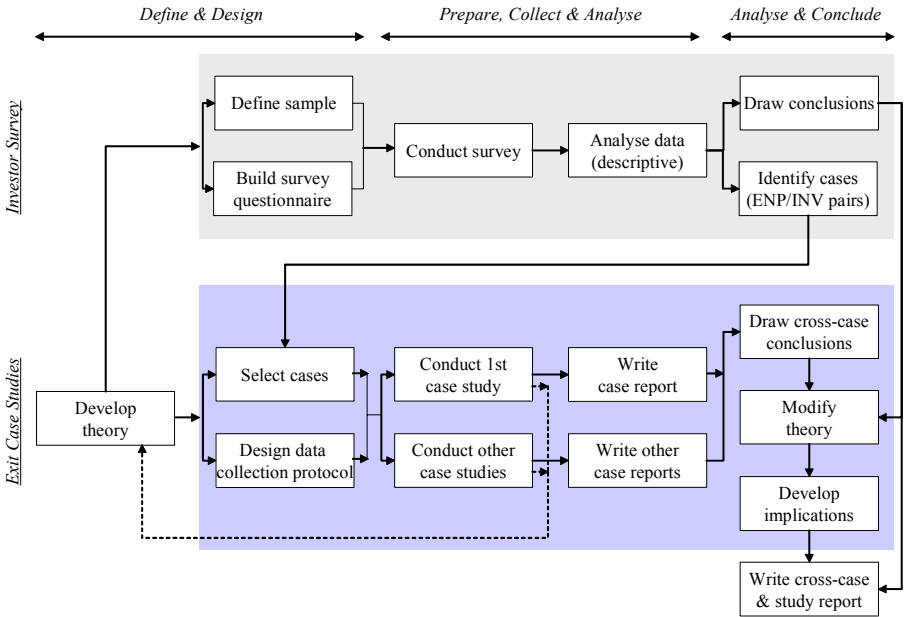 Define & Design
Prepare, Collect & Analyse
Analyse & Conclude
Investor Survey
Define sample
Build survey
questionnaire
Conduct survey
Analyse data
(descriptive)
Draw conclusions
Identify cases
(ENP/INV pairs)
Exit Case Studies
Develop
theory
Select cases
Design data
collection protocol
Conduct 1st
case study
Conduct other
case studies
Write
case report
Write other
case reports
Draw cross-case
conclusions
Modify
theory
Develop
implications
Write cross-case
& study report